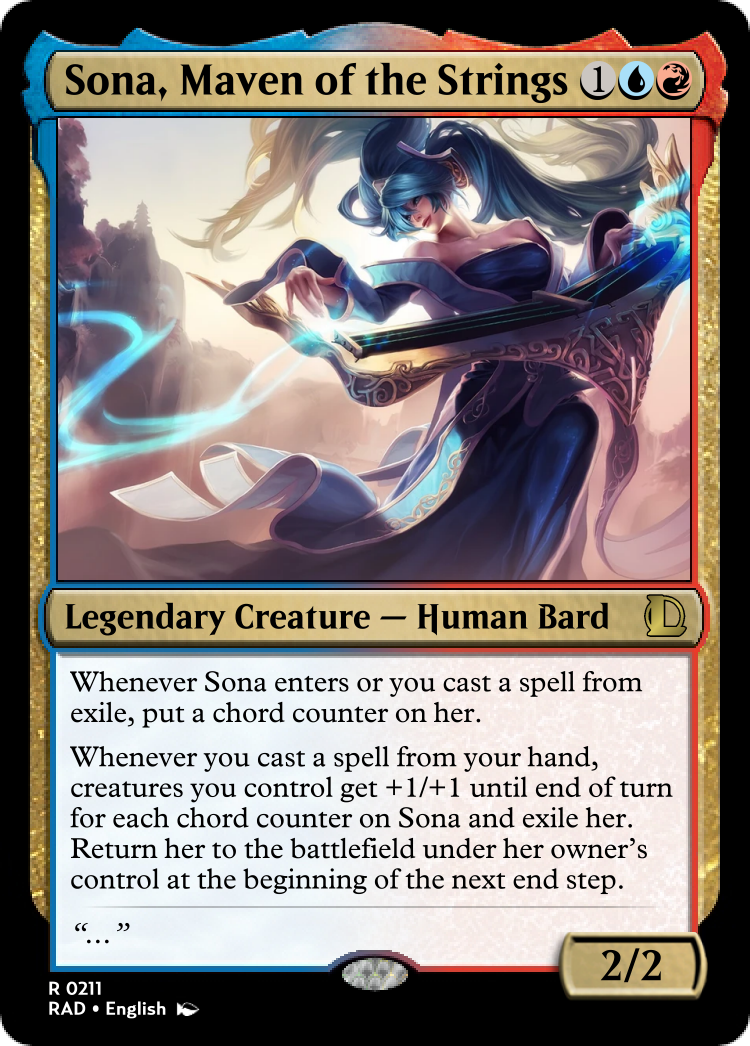 Sona, Maven of the Strings 1
Legendary Creature — Human Bard
Whenever Sona enters or you cast a spell from
exile, put a chord counter on her.
Whenever you cast a spell from your hand,
creatures you control get +1/+1 until end of turn
for each chord counter on Sona and exile her.
Return her to the battlefield under her owner's
control at the beginning of the next end step.
“...”
2/2
R 0211
RAD • English